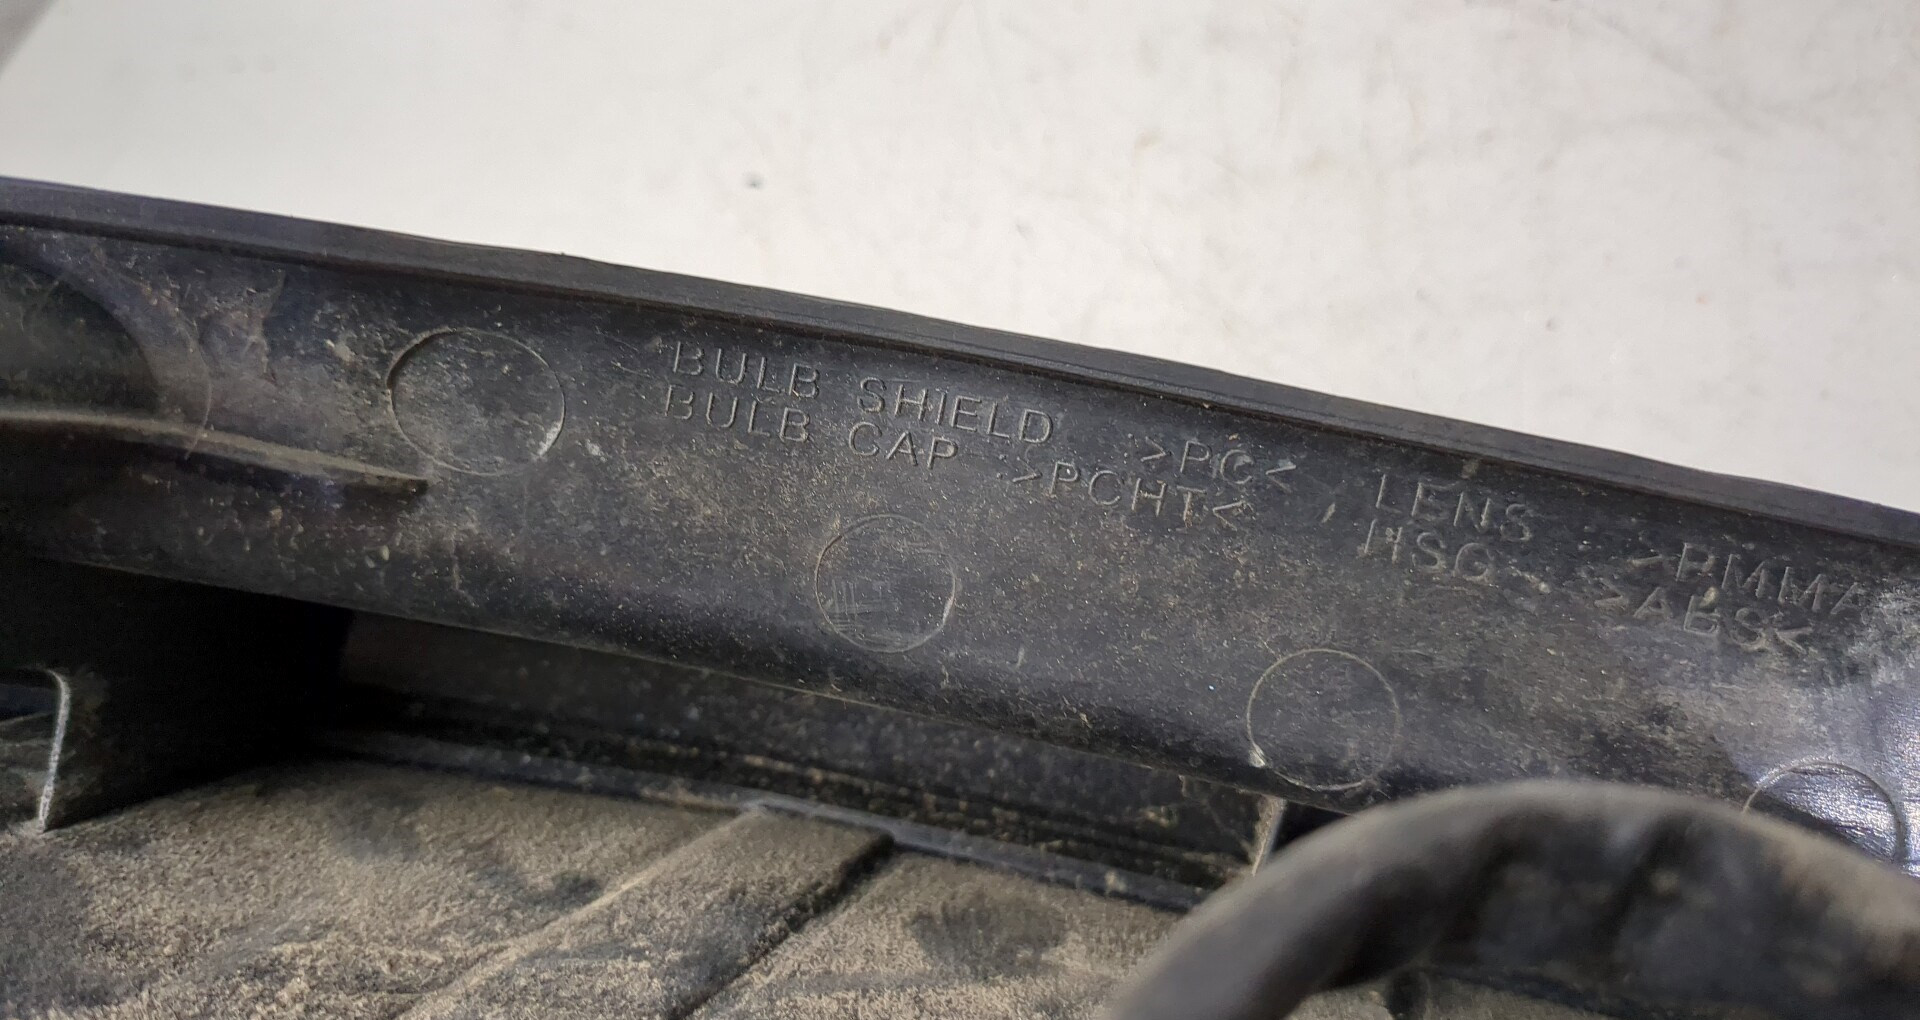 BULB SHIELD >PC< LENS >PMMA
BULB CAP >PCHT< HSG >ABS<